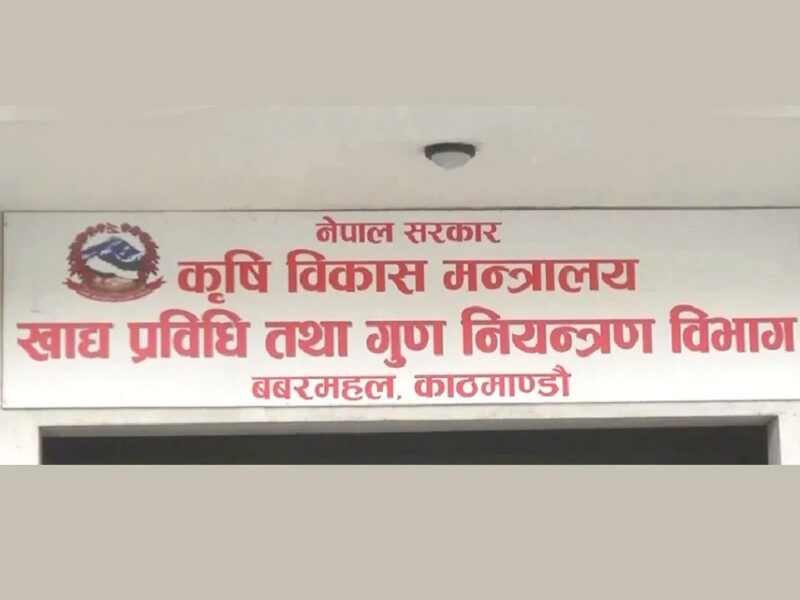 नेपाल सरकार
कृषि विकास मन्त्रालय
खाद्य प्रविधि तथा गुण नियन्त्रण विभाग
बबरमहल, काठमाण्डौ